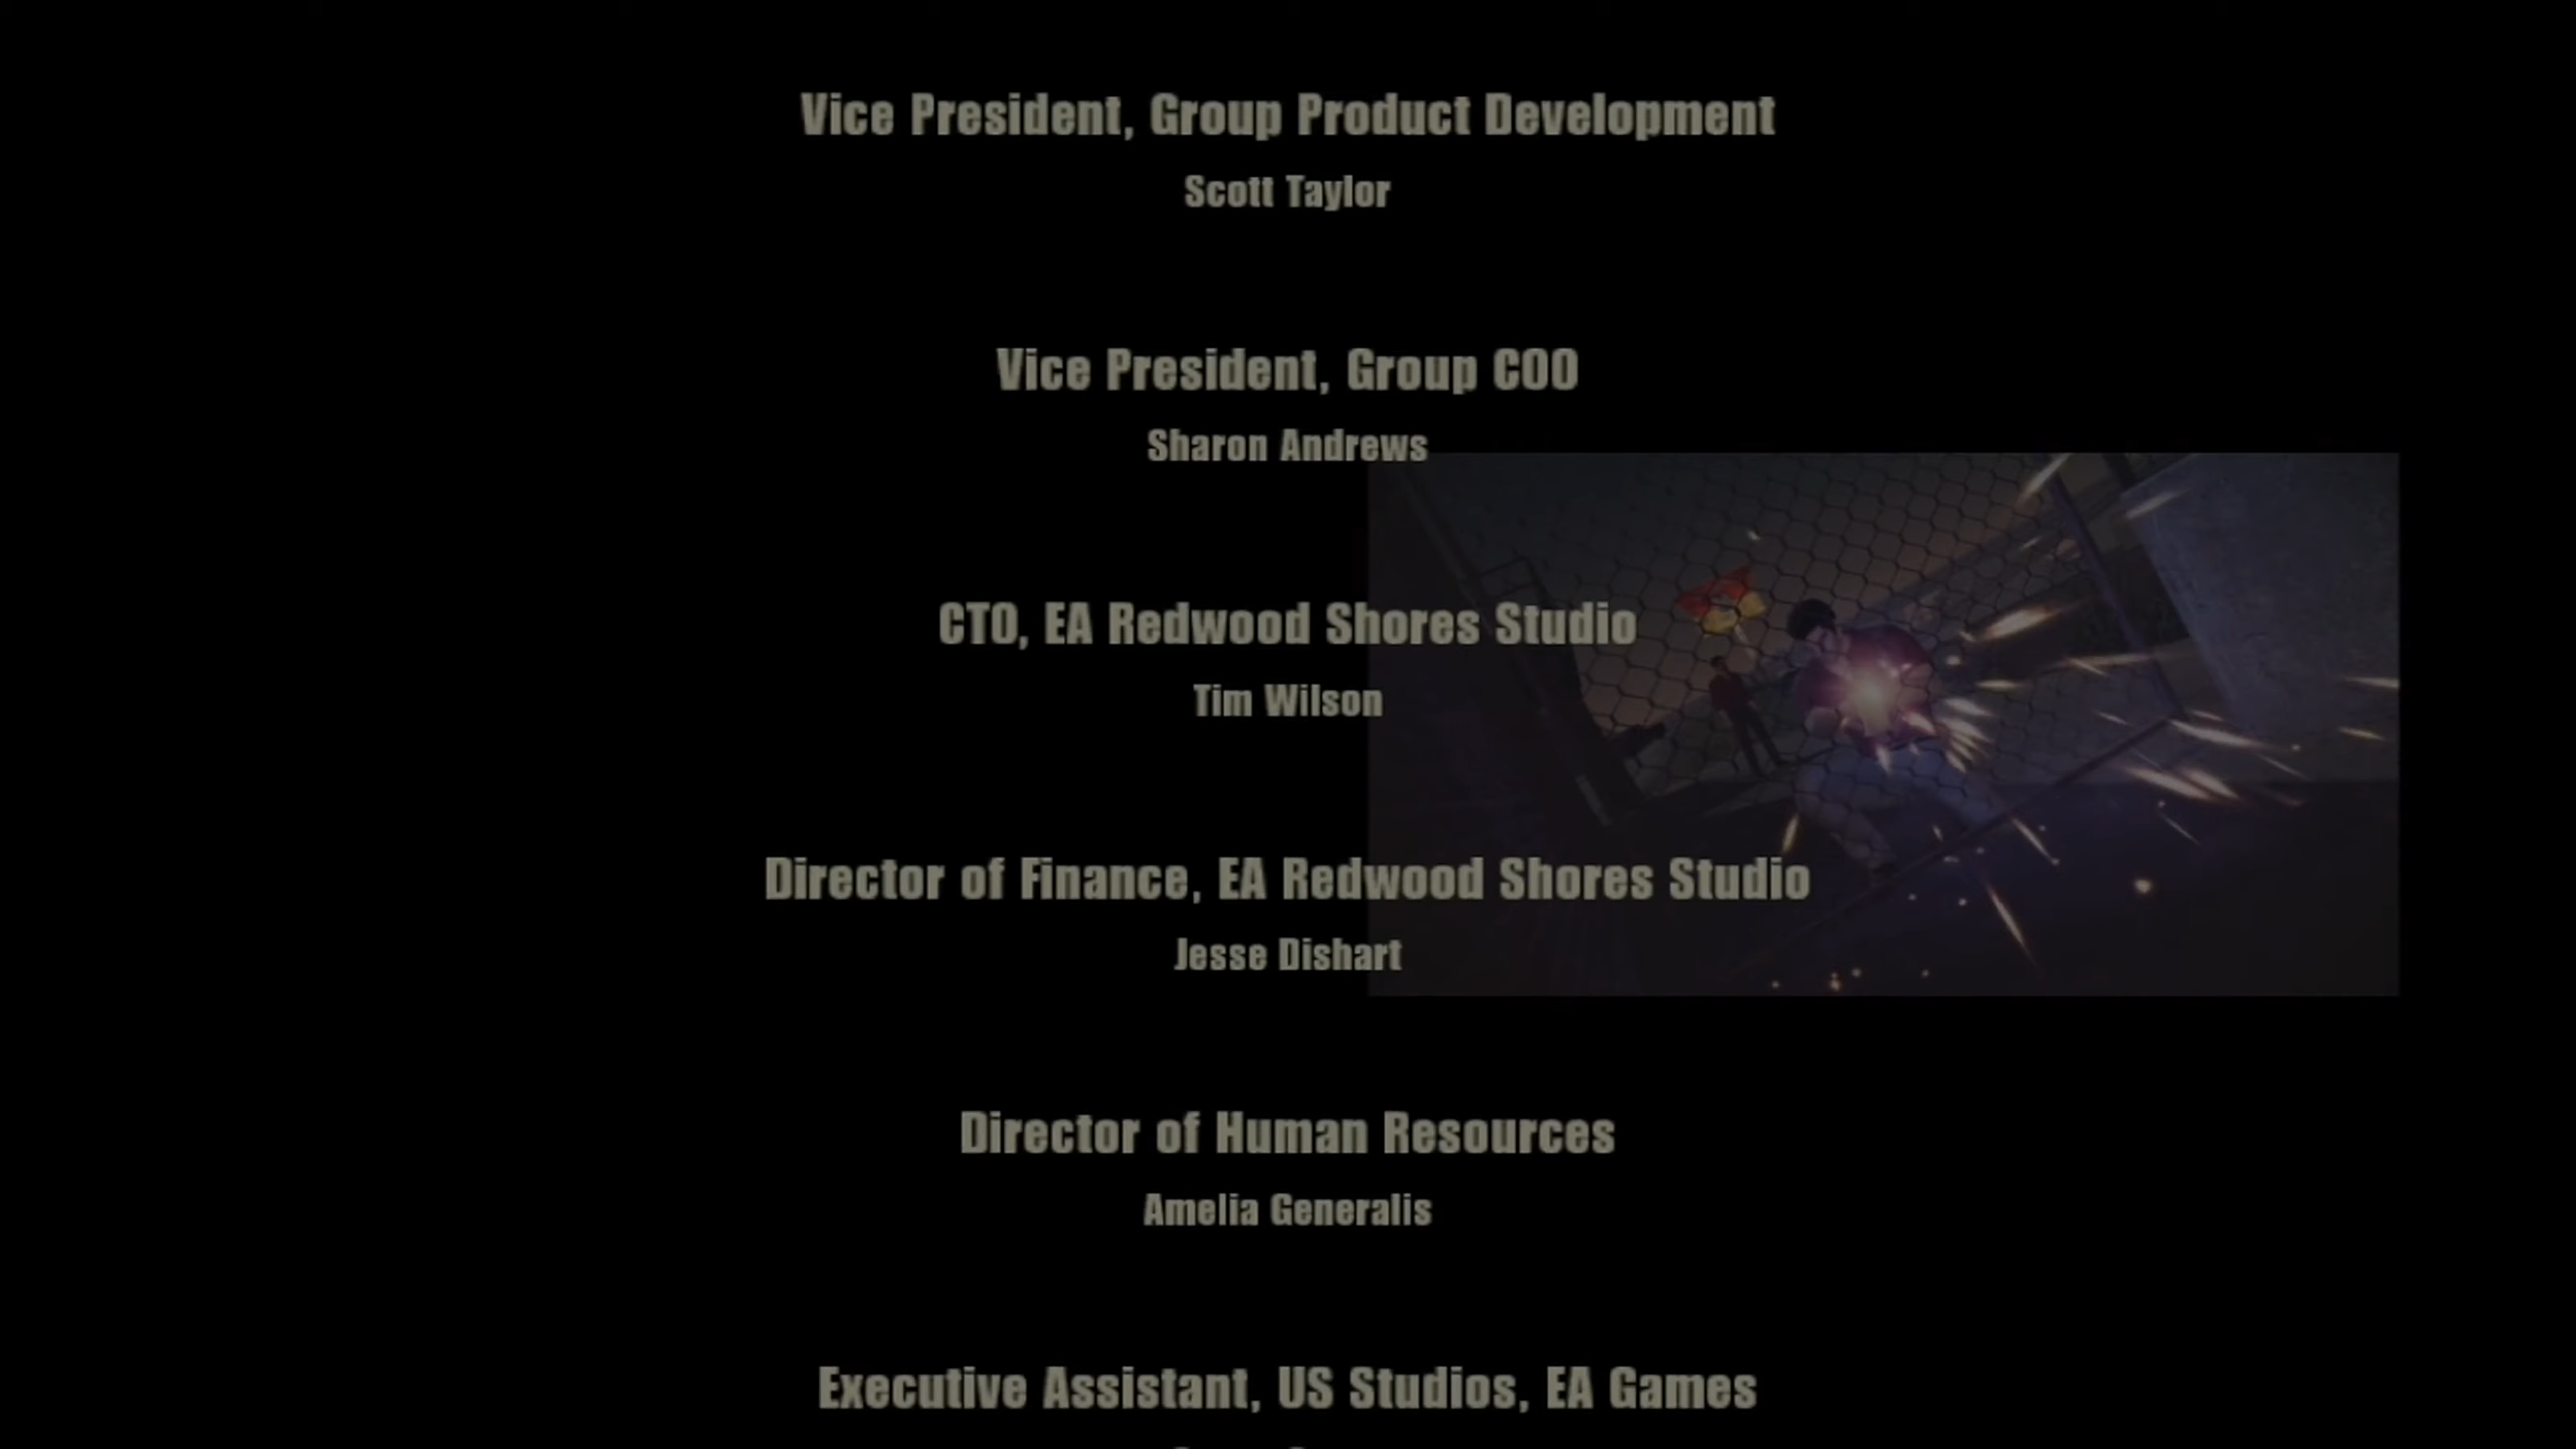 Vice President, Group Product Development
Scott Taylor
Vice President, Group COO
Sharon Andrews
CTO, EA Redwood Shores Studio
Tim Wilson
Director of Finance, EA Redwood Shores Studio
Jesse Dishart
Director of Human Resources
Amelia Generalis
Executive Assistant, US Studios, EA Games